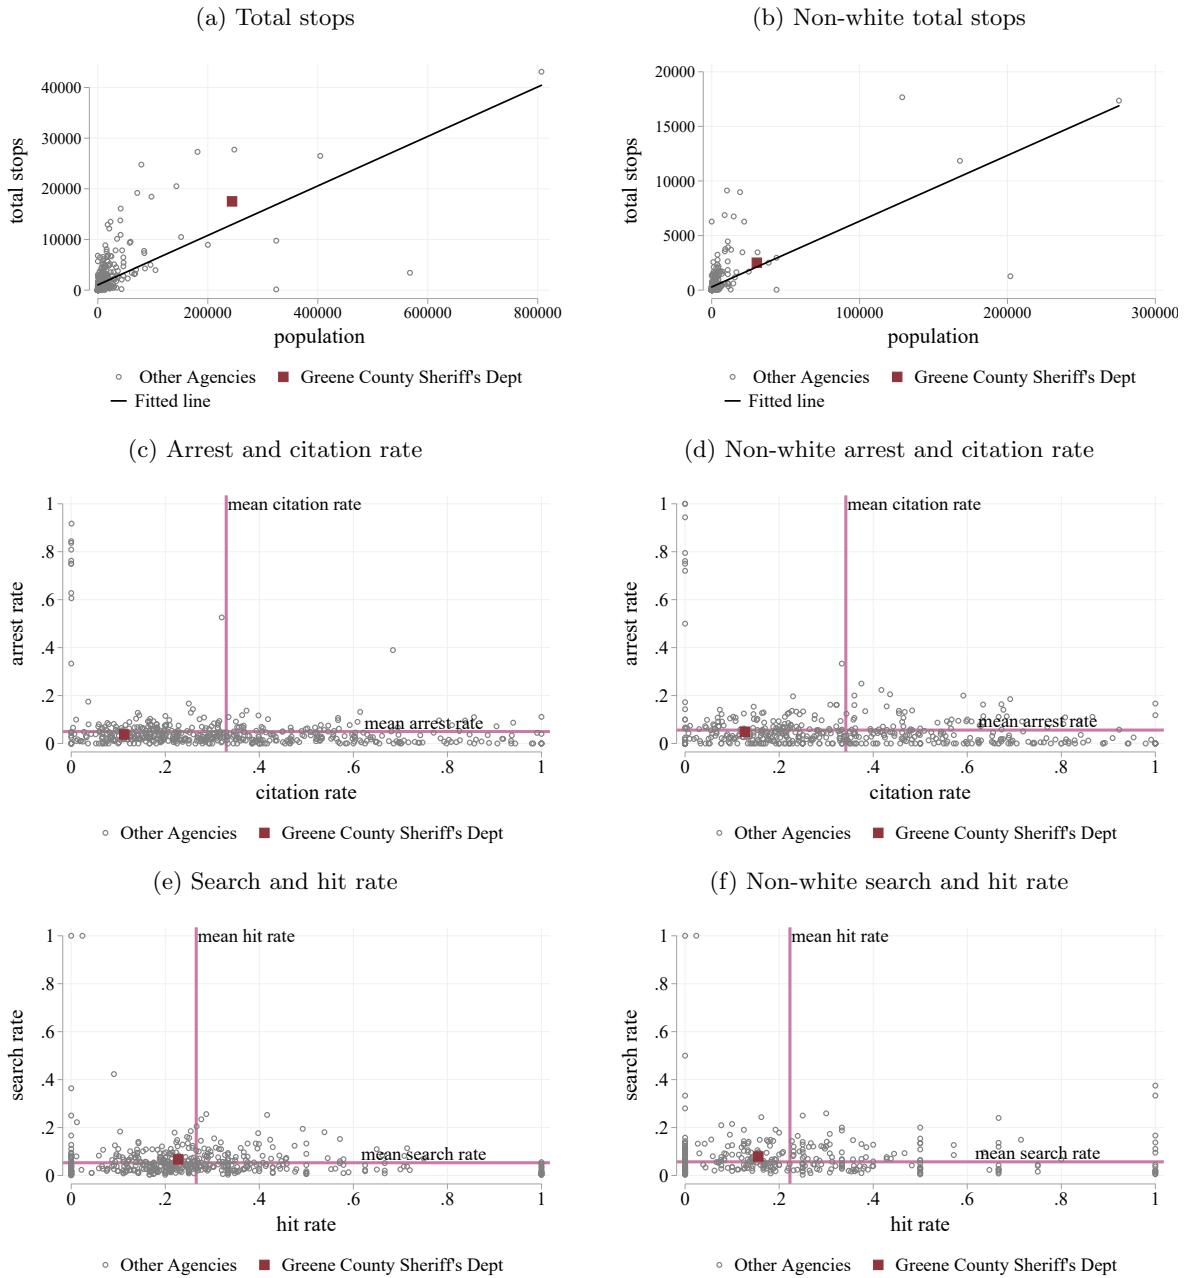 (a) Total stops
(b) Non-white total stops
total stops
40000
30000
20000
10000
0
0
200000
400000
600000
800000
population
Other Agencies
Greene County Sheriff's Dept
Fitted line
total stops
20000
15000
10000
5000
0
0
100000
200000
300000
population
Other Agencies
Greene County Sheriff's Dept
Fitted line
(c) Arrest and citation rate
(d) Non-white arrest and citation rate
arrest rate
1
.8
.6
.4
.2
0
mean citation rate
mean arrest rate
0
.2
.4
.6
.8
1
citation rate
Other Agencies
Greene County Sheriff's Dept
arrest rate
1
.8
.6
.4
.2
0
mean citation rate
mean arrest rate
0
.2
.4
.6
.8
1
citation rate
Other Agencies
Greene County Sheriff's Dept
(e) Search and hit rate
(f) Non-white search and hit rate
search rate
1
.8
.6
.4
.2
0
mean hit rate
mean search rate
0
.2
.4
.6
.8
1
hit rate
Other Agencies
Greene County Sheriff's Dept
search rate
1
.8
.6
.4
.2
0
mean hit rate
mean search rate
0
.2
.4
.6
.8
1
hit rate
Other Agencies
Greene County Sheriff's Dept